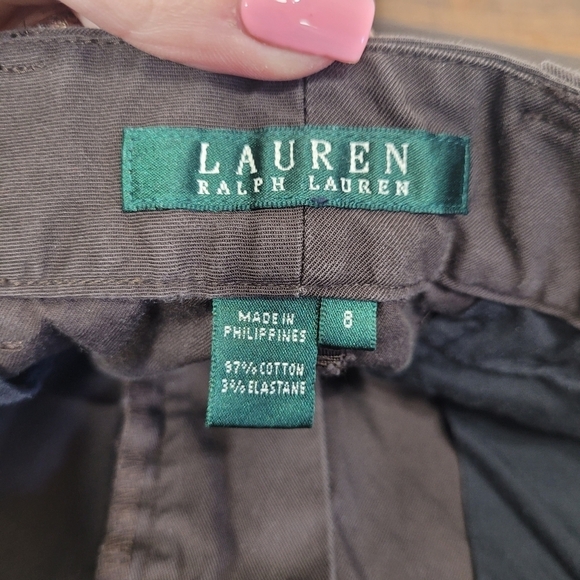 LAUREN
RALPH LAUREN
MADE IN
PHILIPPINES
8
97% COTTON
3% ELASTANE